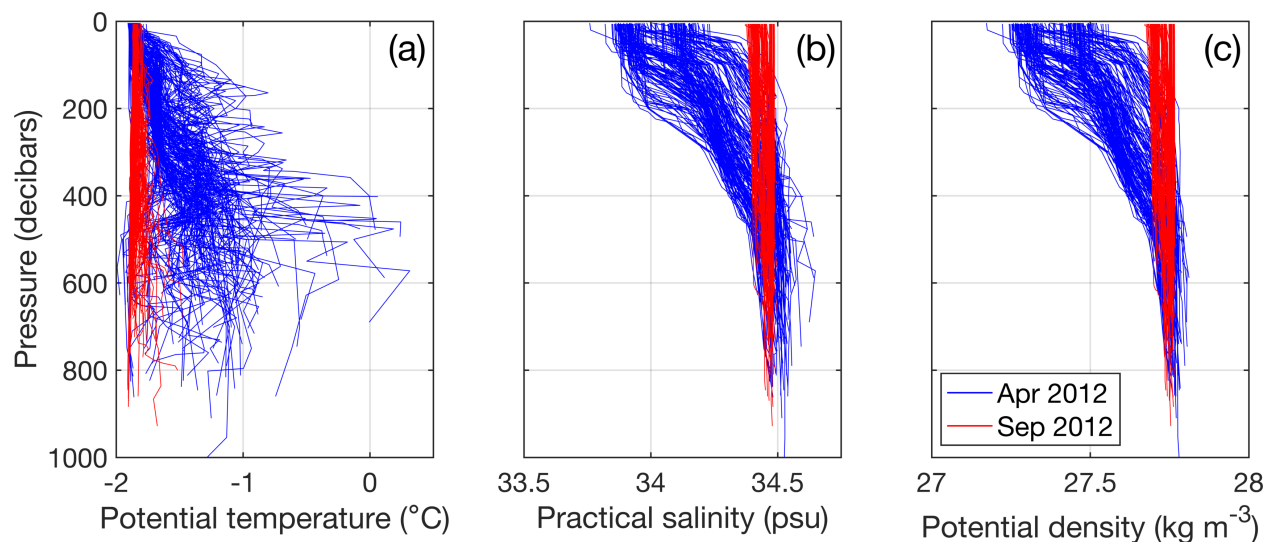 (a) (b) (c)
0
200
400
600
800
1000
Pressure (decibars)
-2 -1 0
Potential temperature (°C)
33.5 34 34.5
Practical salinity (psu)
27 27.5 28
Potential density (kg m⁻³)
Apr 2012
Sep 2012